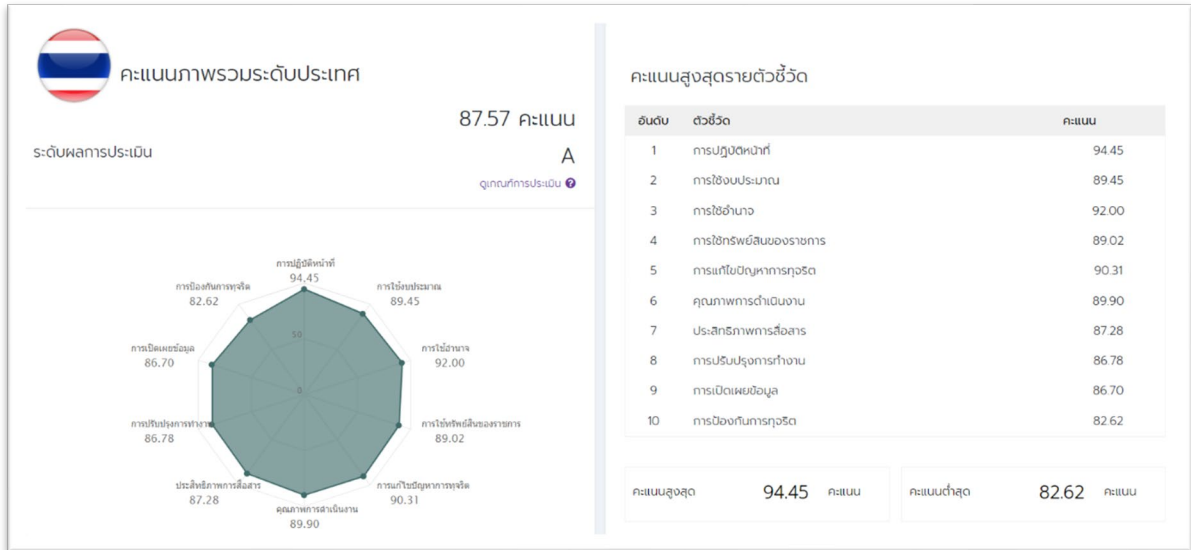 คะแนนภาพรวมระดับประเทศ
87.57 คะแนน
ระดับผลการประเมิน
A
ดูเกณฑ์การประเมิน
การปฏิบัติหน้าที่
94.45
การใช้งบประมาณ
89.45
การใช้อำนาจ
92.00
การใช้ทรัพย์สินของราชการ
89.02
การแก้ไขปัญหาการทุจริต
90.31
คุณภาพการดำเนินงาน
89.90
ประสิทธิภาพการสื่อสาร
87.28
การปรับปรุงการทำงาน
86.78
การเปิดเผยข้อมูล
86.70
การป้องกันการทุจริต
82.62
50
0
คะแนนสูงสุดรายตัวชี้วัด
อันดับ ตัวชี้วัด คะแนน
1 การปฏิบัติหน้าที่ 94.45
2 การใช้งบประมาณ 89.45
3 การใช้อำนาจ 92.00
4 การใช้ทรัพย์สินของราชการ 89.02
5 การแก้ไขปัญหาการทุจริต 90.31
6 คุณภาพการดำเนินงาน 89.90
7 ประสิทธิภาพการสื่อสาร 87.28
8 การปรับปรุงการทำงาน 86.78
9 การเปิดเผยข้อมูล 86.70
10 การป้องกันการทุจริต 82.62
คะแนนสูงสุด 94.45 คะแนน
คะแนนต่ำสุด 82.62 คะแนน